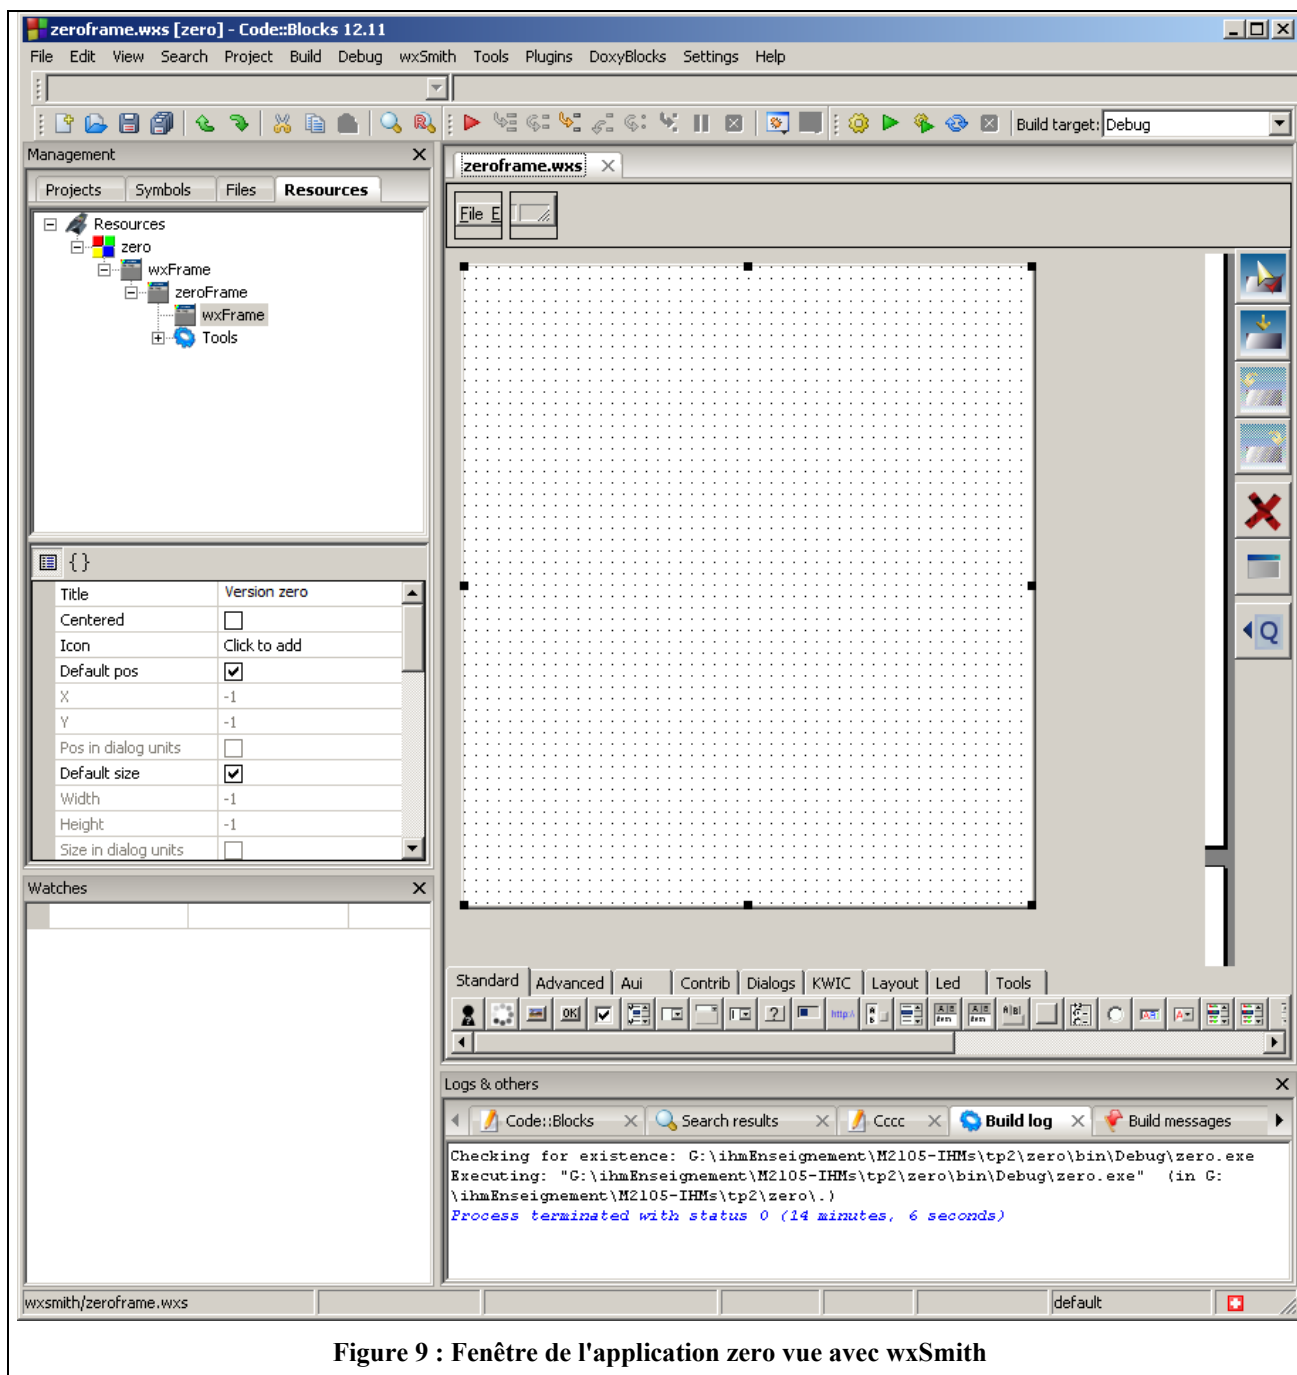 zeroframe.wxs [zero] - Code::Blocks 12.11
File Edit View Search Project Build Debug wxSmith Tools Plugins DoxyBlocks Settings Help
Build target: Debug
Management
Projects Symbols Files Resources
Resources
zero
wxFrame
zeroFrame
wxFrame
Tools
{}
Title Version zero
Centered
Icon Click to add
Default pos
X -1
Y -1
Pos in dialog units
Default size
Width -1
Height -1
Size in dialog units
Watches
zeroframe.wxs
File E
Q
Standard Advanced Aui Contrib Dialogs KWIC Layout Led Tools
OK
http:/
Logs & others
Code::Blocks Search results Cccc Build log Build messages
Checking for existence: G:\ihmEnseignement\M2105-IHMs\tp2\zero\bin\Debug\zero.exe
Executing: "G:\ihmEnseignement\M2105-IHMs\tp2\zero\bin\Debug\zero.exe" (in G:
\ihmEnseignement\M2105-IHMs\tp2\zero\.)
Process terminated with status 0 (14 minutes, 6 seconds)
wxsmith/zeroframe.wxs default
Figure 9 : Fenêtre de l'application zero vue avec wxSmith